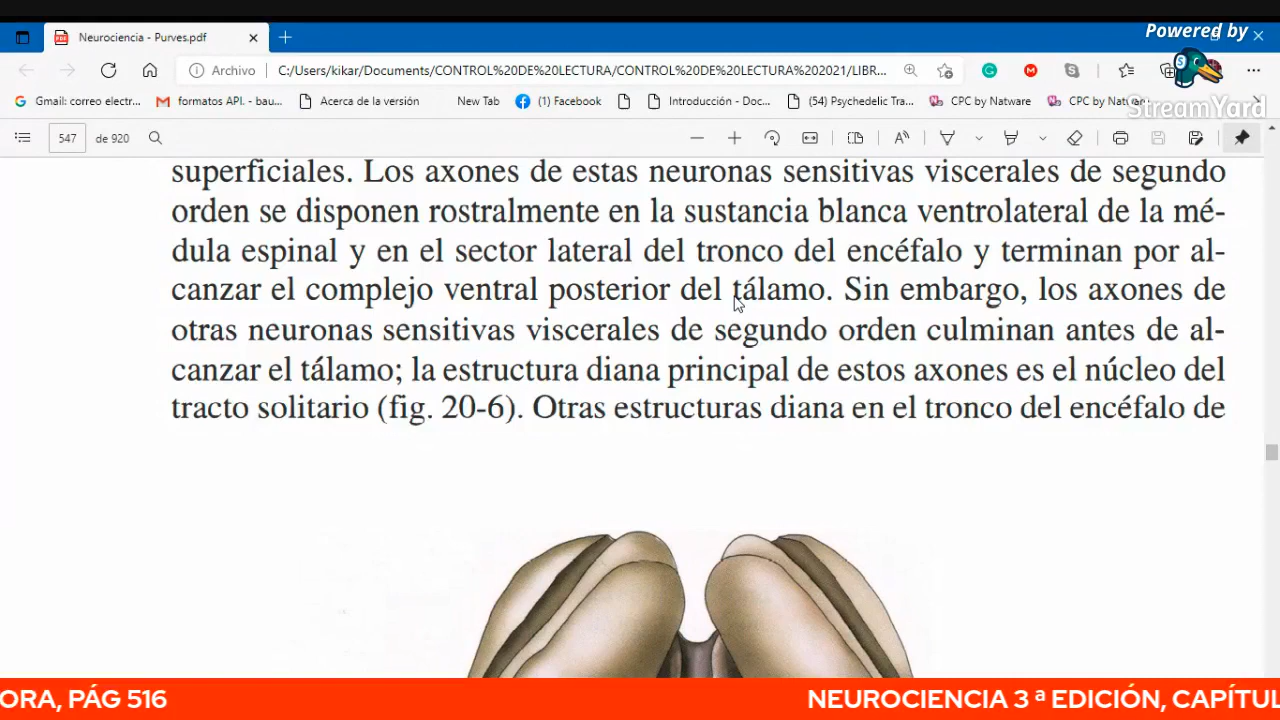 Powered by
Neurociencia - Purves.pdf
StreamYard
Archivo
C:/Users/kikar/Documents/CONTROL%20DE%20LECTURA/CONTROL%20DE%20LECTURA%202021/LIBR...
Gmail: correo electr...
formatos API. - bau...
Acerca de la versión
New Tab
(1) Facebook
Introducción - Doc...
(54) Psychedelic Tra...
CPC by Natware
CPC by Natw
547 de 920
superficiales. Los axones de estas neuronas sensitivas viscerales de segundo
orden se disponen rostralmente en la sustancia blanca ventrolateral de la mé-
dula espinal y en el sector lateral del tronco del encéfalo y terminan por al-
canzar el complejo ventral posterior del tálamo. Sin embargo, los axones de
otras neuronas sensitivas viscerales de segundo orden culminan antes de al-
canzar el tálamo; la estructura diana principal de estos axones es el núcleo del
tracto solitario (fig. 20-6). Otras estructuras diana en el tronco del encéfalo de
ORA, PÁG 516
NEUROCIENCIA 3 ª EDICIÓN, CAPÍTUL